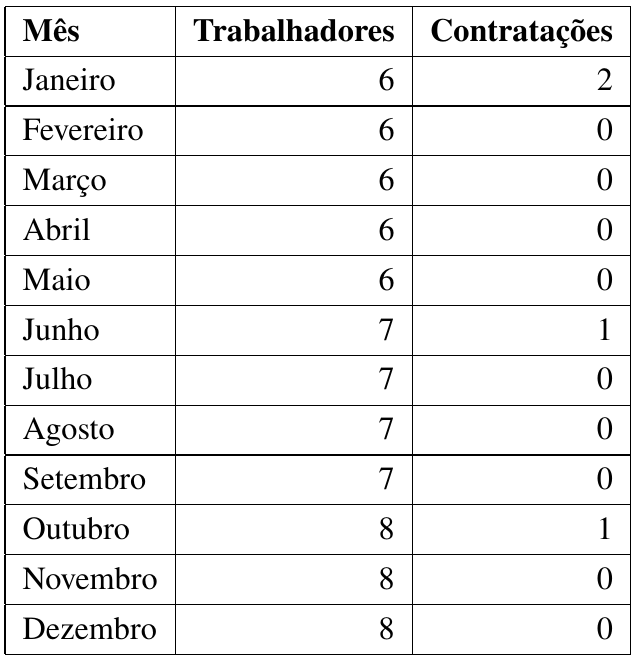 Mês Trabalhadores Contratações
Janeiro 6 2
Fevereiro 6 0
Março 6 0
Abril 6 0
Maio 6 0
Junho 7 1
Julho 7 0
Agosto 7 0
Setembro 7 0
Outubro 8 1
Novembro 8 0
Dezembro 8 0